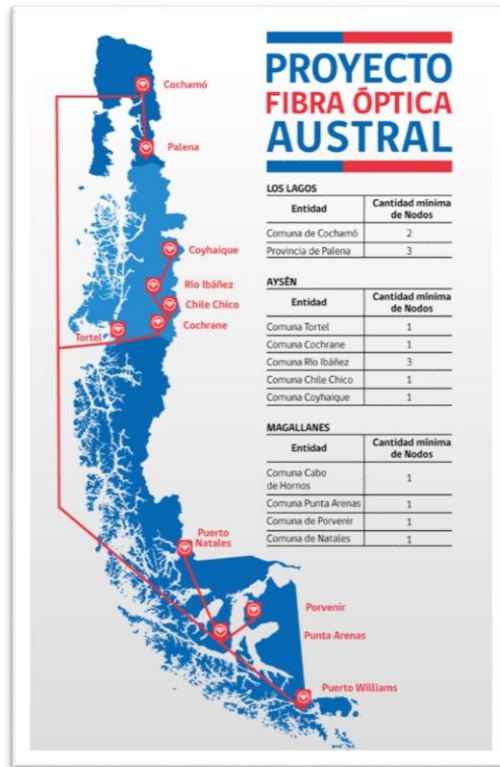 PROYECTO
FIBRA ÓPTICA
AUSTRAL
LOS LAGOS
Entidad Cantidad mínima
de Nodos
Comuna de Cochamó 2
Provincia de Palena 3
AYSÉN
Entidad Cantidad mínima
de Nodos
Comuna Tortel 1
Comuna Cochrane 1
Comuna Río Ibáñez 3
Comuna Chile Chico 1
Comuna Coyhaique 1
MAGALLANES
Entidad Cantidad mínima
de Nodos
Comuna Cabo
de Hornos 1
Comuna Punta Arenas 1
Comuna de Porvenir 1
Comuna de Natales 1
Cochamó
Palena
Coyhaique
Río Ibáñez
Chile Chico
Cochrane
Tortel
Puerto
Natales
Porvenir
Punta Arenas
Puerto Williams